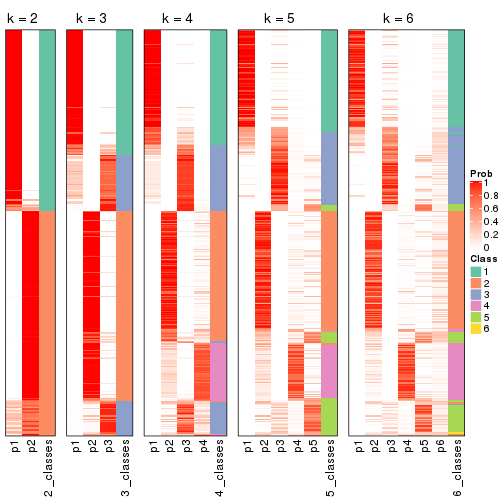 k = 2
k = 3
k = 4
k = 5
k = 6
Prob
1
0.8
0.6
0.4
0.2
0
Class
1
2
3
4
5
6
p1
p2
2_classes
p1
p2
p3
3_classes
p1
p2
p3
p4
4_classes
p1
p2
p3
p4
p5
5_classes
p1
p2
p3
p4
p5
p6
6_classes